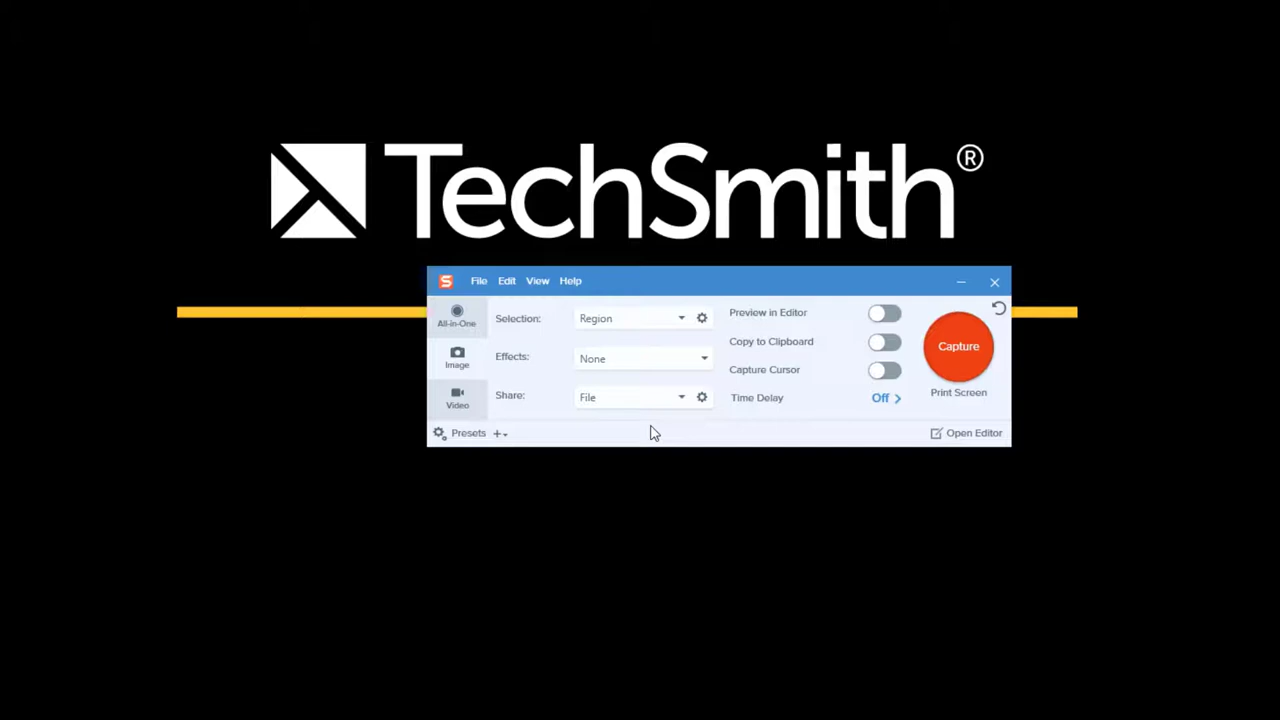 TechSmith®
S File Edit View Help
All-in-One
Image
Video
Selection: Region
Effects: None
Share: File
Preview in Editor
Copy to Clipboard
Capture Cursor
Time Delay Off
Capture
Print Screen
Presets
Open Editor